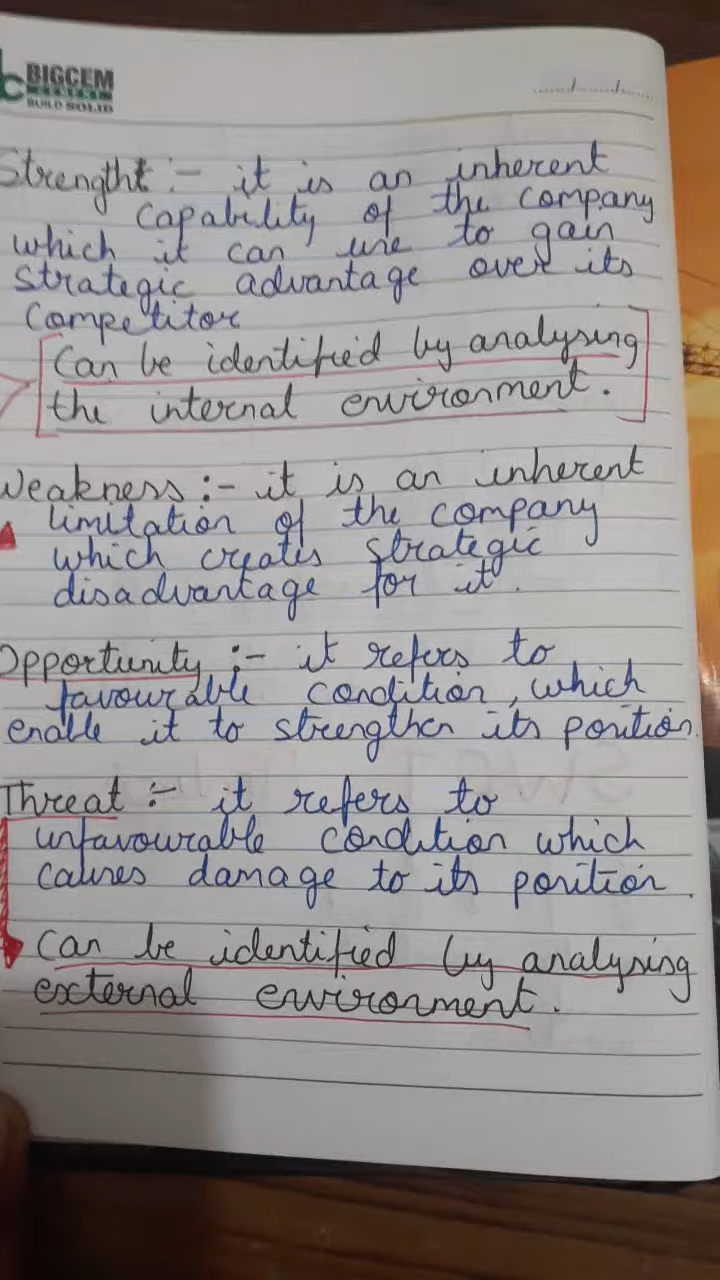 BIGCEM
BUILD SOLID
Strenght :- it is an inherent
capability of the company
which it can use to gain
strategic advantage over its
competitor
can be identified by analysing
the internal environment.
Weakness :- it is an inherent
limitation of the company
which creates strategic
disadvantage for it.
Opportunity :- it refers to
favourable condition, which
enable it to strengthen its position.
Threat :- it refers to
unfavourable condition which
causes damage to its position.
can be identified by analysing
external environment.